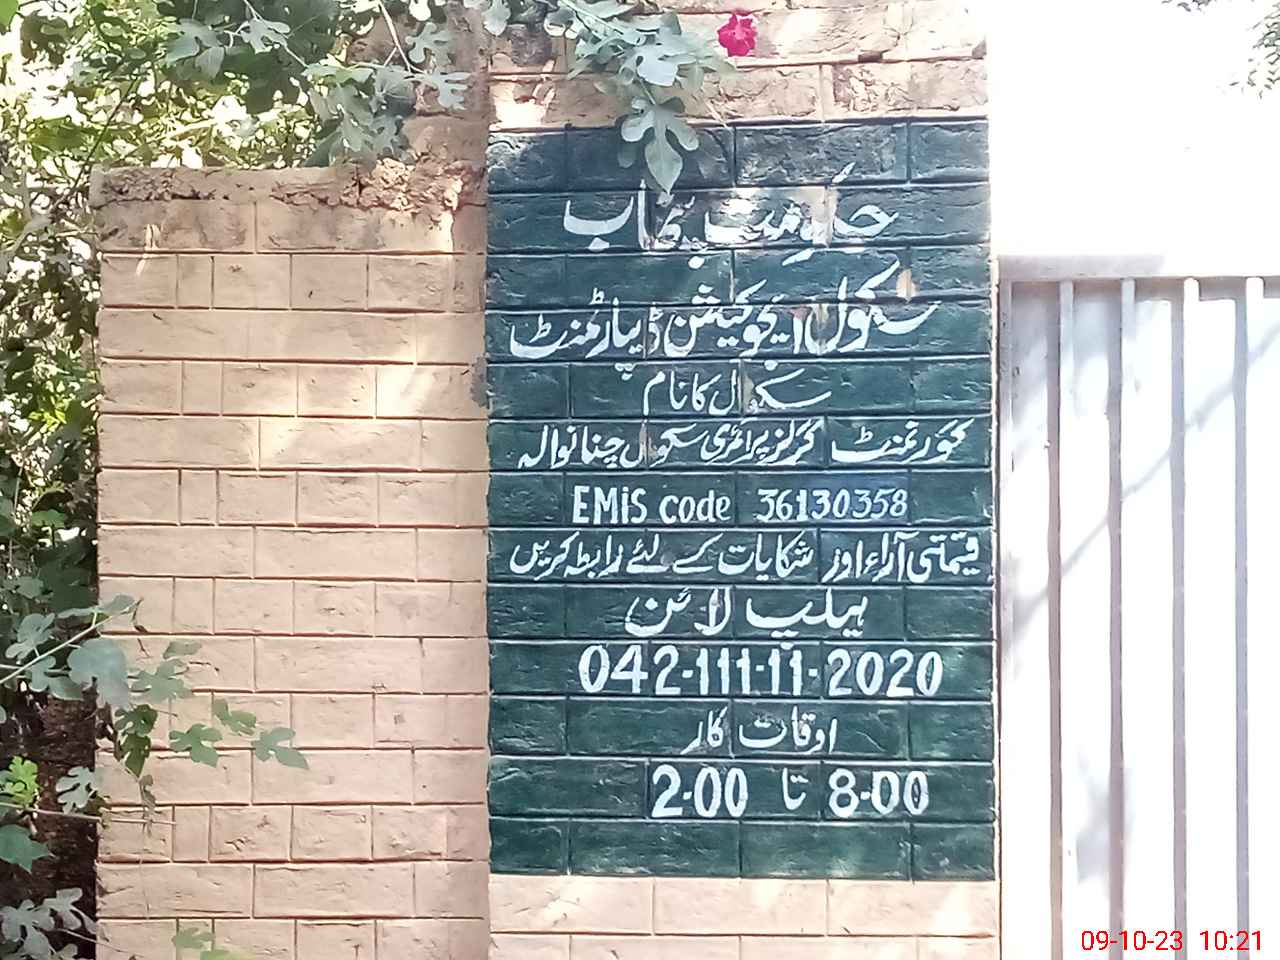 حکومت پنجاب
سکول ایجوکیشن ڈیپارٹمنٹ
سکول کا نام
گورنمنٹ گرلز پرائمری سکول چنانوالہ
EMiS code 36130358
قیمتی آراء اور شکایات کے لئے رابطہ کریں
ہیلپ لائن
042-111-11-2020
اوقات کار
8-00 تا 2-00
09-10-23 10:21